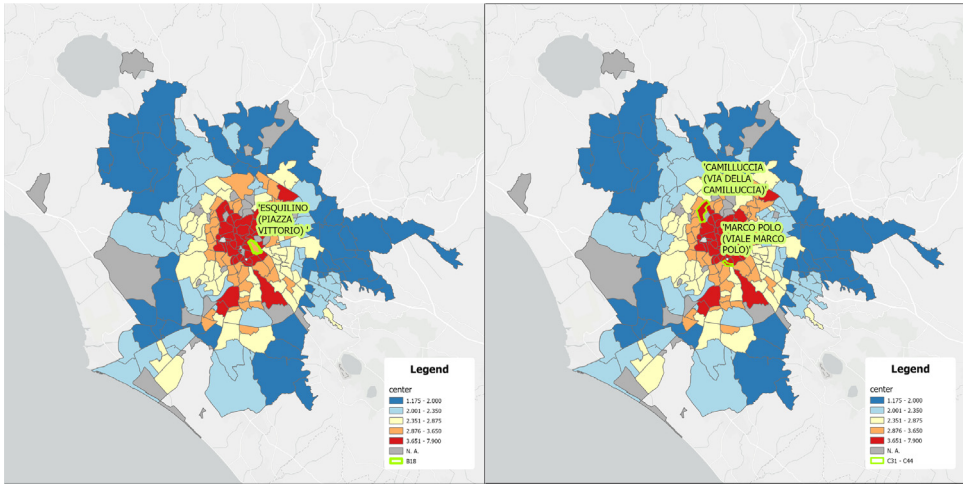 'ESQUILINO
(PIAZZA
VITTORIO) '
Legend
center
1.175 - 2.000
2.001 - 2.350
2.351 - 2.875
2.876 - 3.650
3.651 - 7.900
N. A.
B18
'CAMILLUCCIA
(VIA DELLA
CAMILLUCCIA)'
'MARCO POLO
(VIALE MARCO
POLO)'
Legend
center
1.175 - 2.000
2.001 - 2.350
2.351 - 2.875
2.876 - 3.650
3.651 - 7.900
N. A.
C31 - C44